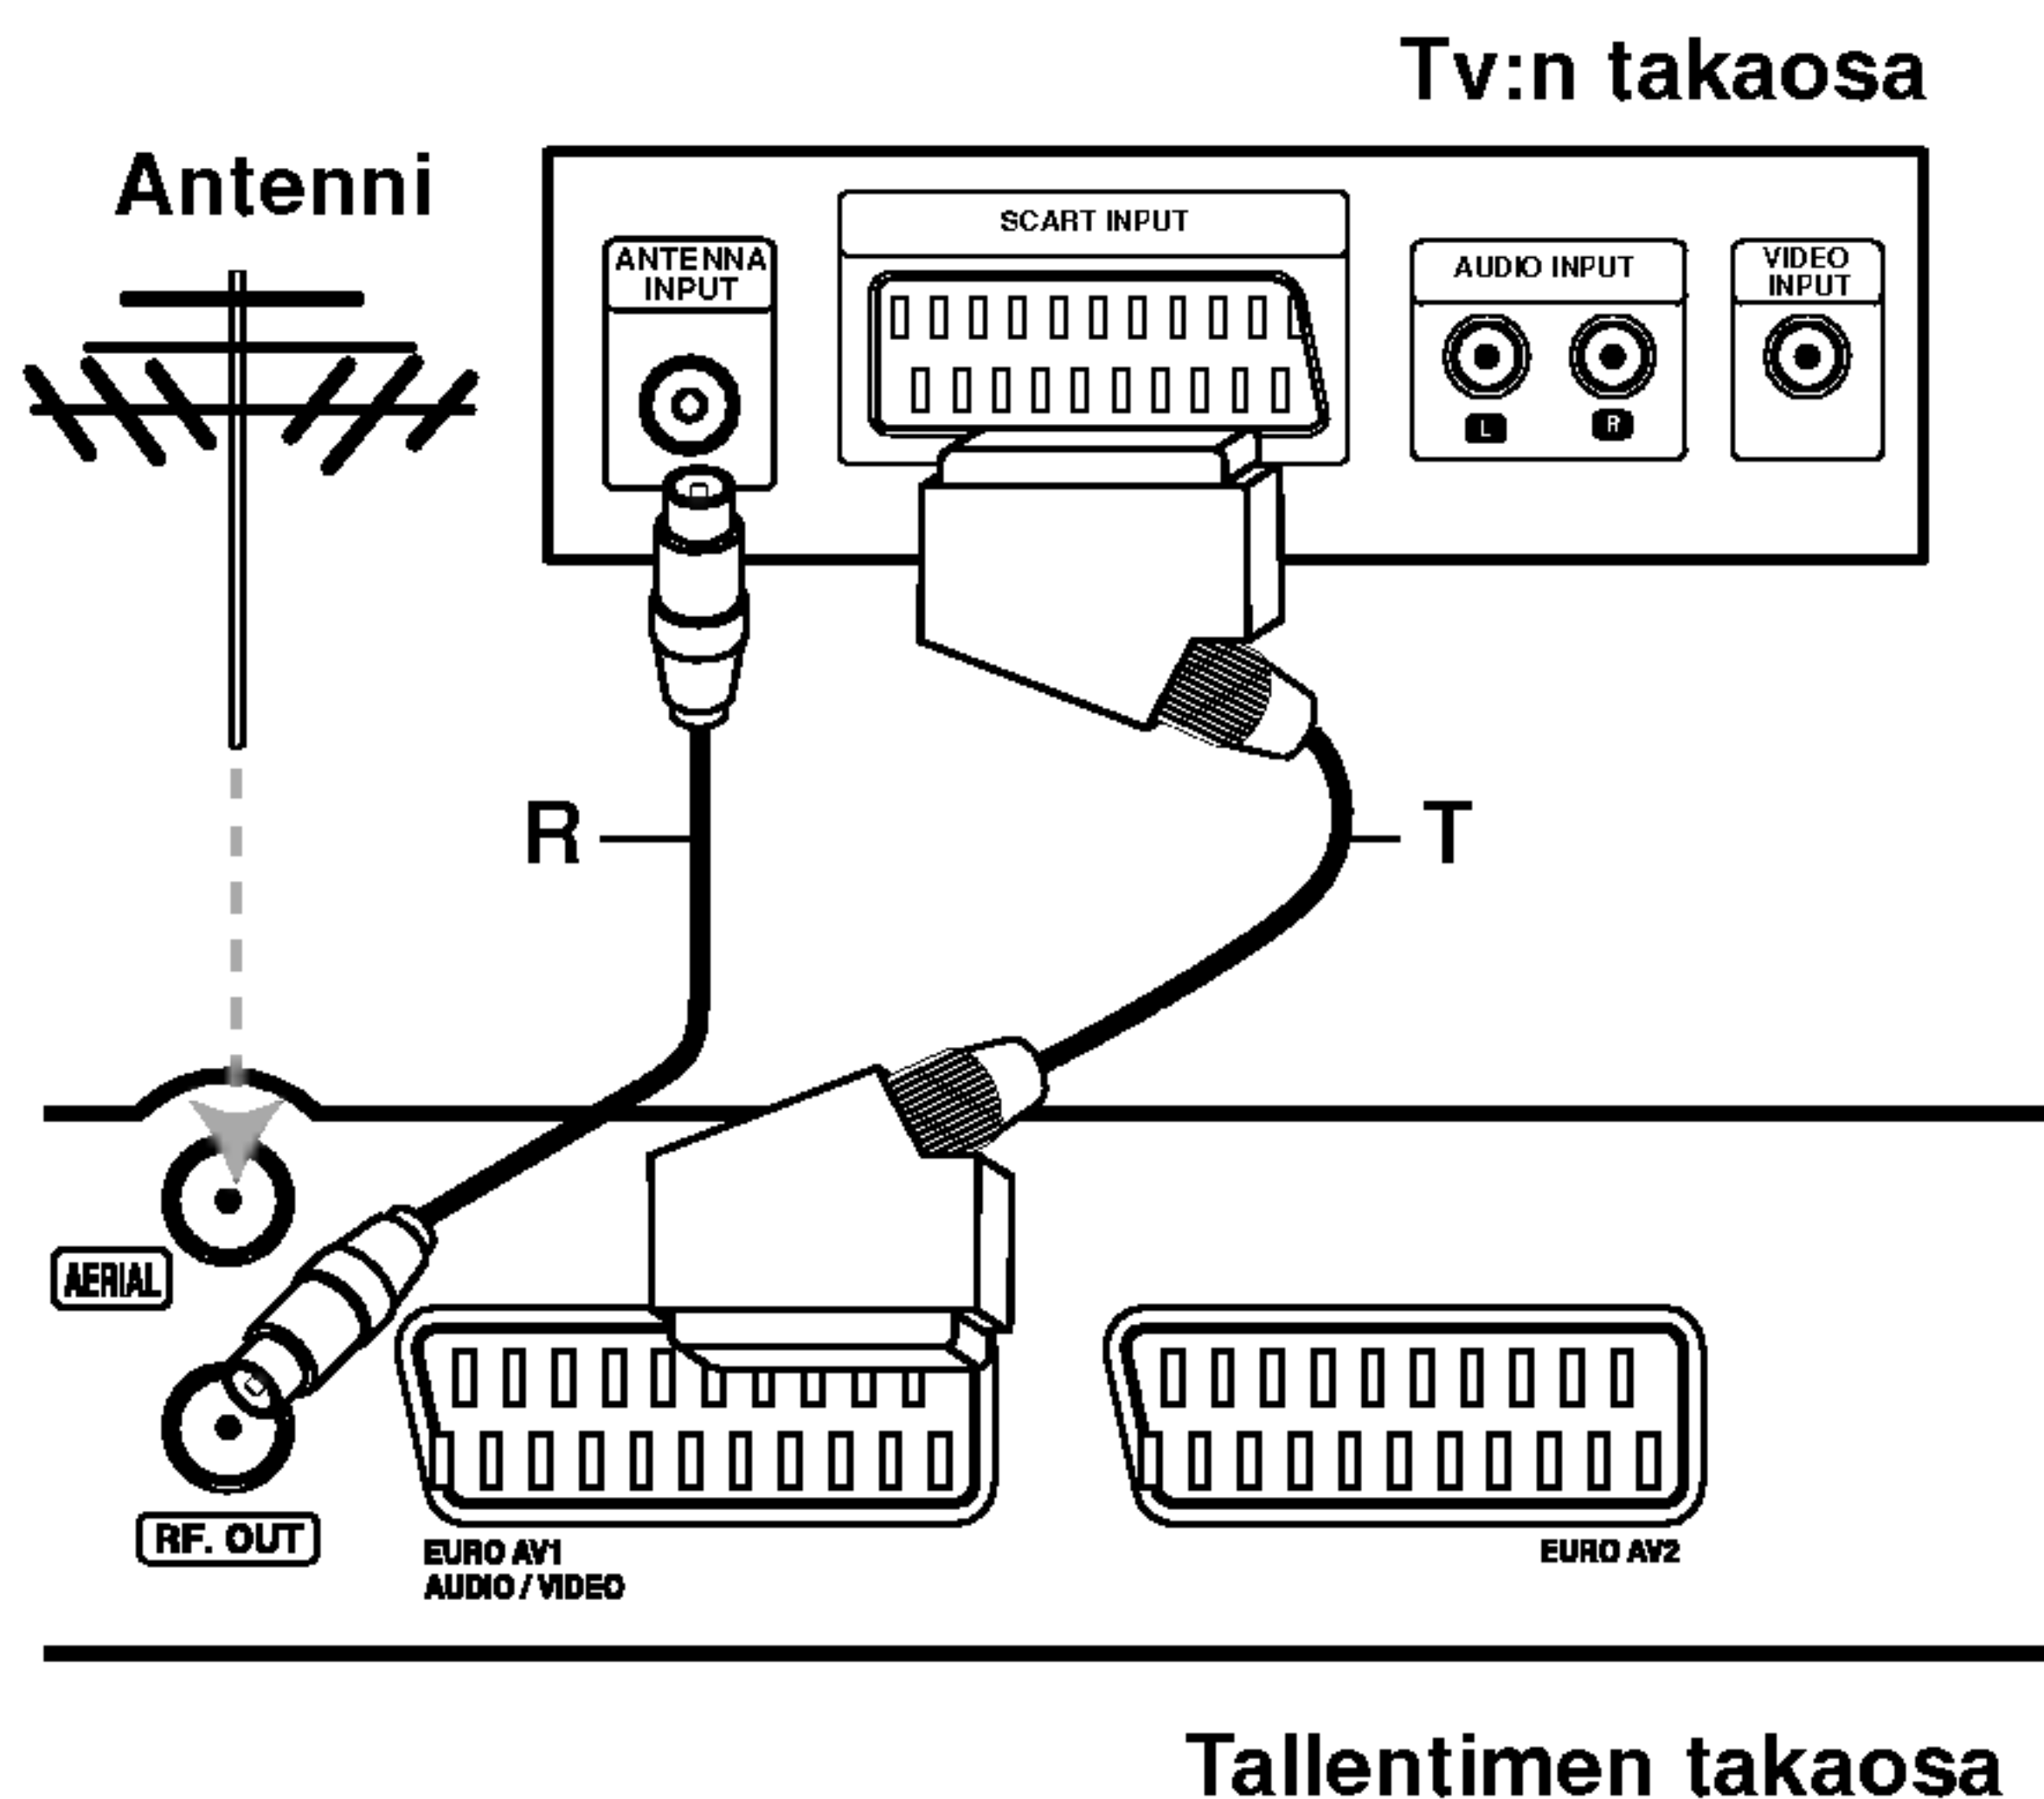 Tv:n takaosa
Antenni
SCART INPUT
ANTENNA
INPUT
AUDIO INPUT
VIDEO
INPUT
L
R
R
T
AERIAL
RF. OUT
EURO AV1
AUDIO / VIDEO
EURO AV2
Tallentimen takaosa